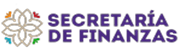 SECRETARÍA
DE FINANZAS